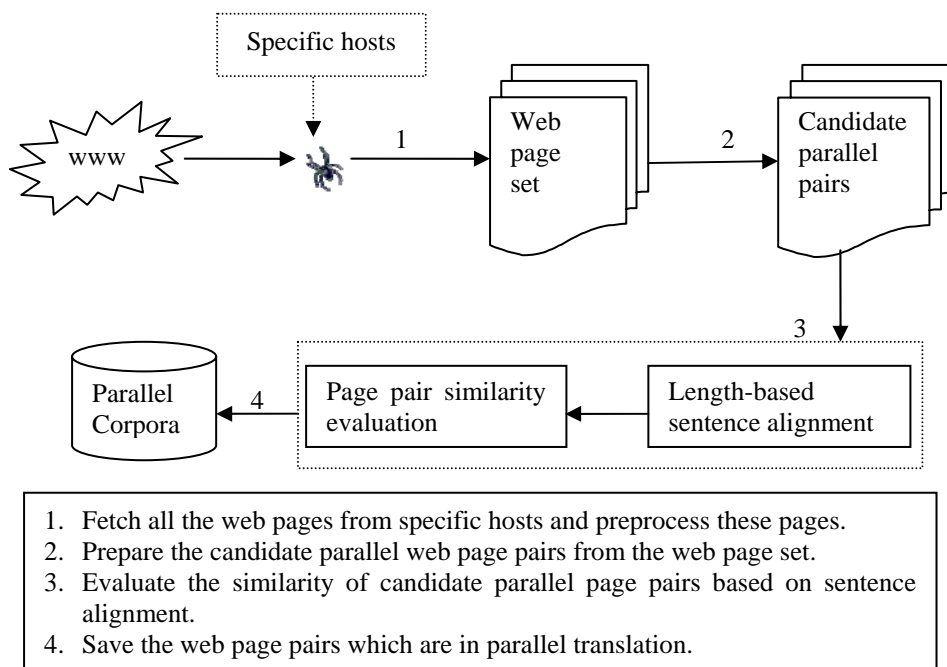 Specific hosts
www
1
Web
page
set
2
Candidate
parallel
pairs
3
Parallel
Corpora
4
Page pair similarity
evaluation
Length-based
sentence alignment
1. Fetch all the web pages from specific hosts and preprocess these pages.
2. Prepare the candidate parallel web page pairs from the web page set.
3. Evaluate the similarity of candidate parallel page pairs based on sentence
alignment.
4. Save the web page pairs which are in parallel translation.